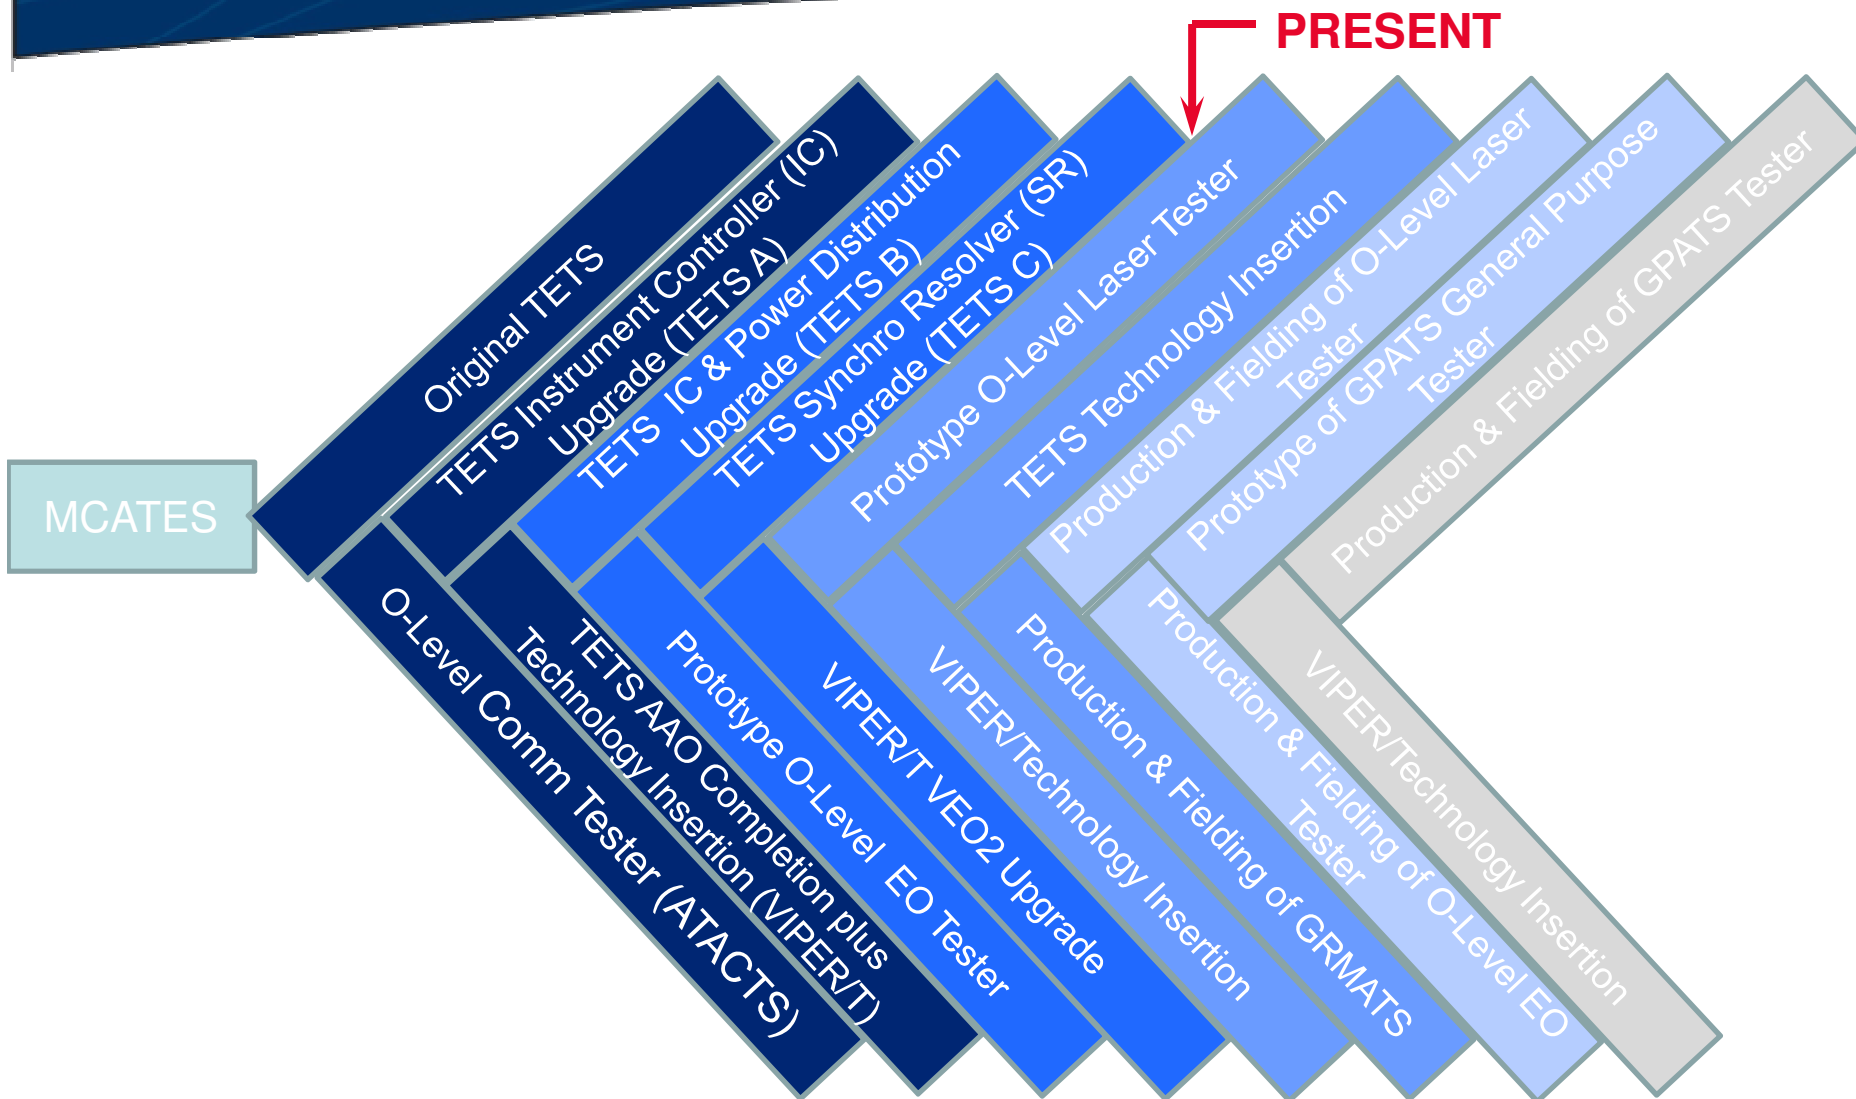 PRESENT
MCATES
Original TETS
TETS Instrument Controller (IC)
Upgrade (TETS A)
TETS  IC & Power Distribution
Upgrade (TETS B)
TETS Synchro Resolver (SR)
Upgrade (TETS C)
Prototype O-Level Laser Tester
TETS Technology Insertion
Production & Fielding of O-Level Laser
Tester
Prototype of GPATS General Purpose
Tester
Production & Fielding of GPATS Tester
O-Level Comm Tester (ATACTS)
TETS AAO Completion plus
Technology Insertion (VIPER/T)
Prototype O-Level  EO Tester
VIPER/T VEO2 Upgrade
VIPER/Technology Insertion
Production & Fielding of GRMATS
Production & Fielding of O-Level EO
Tester
VIPER/Technology Insertion